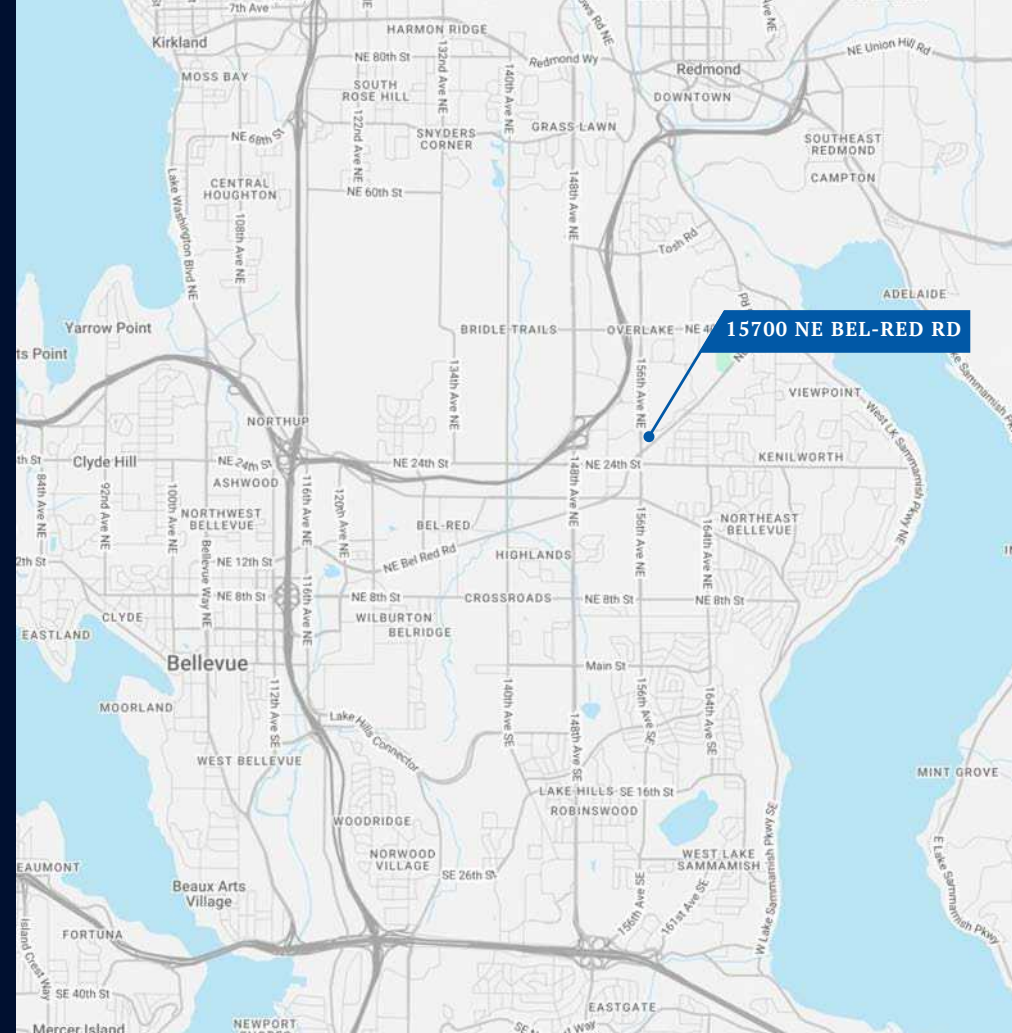 7th Ave
Kirkland
HARMON RIDGE
NE 80th St
132nd Ave NE
140th Ave NE
Redmond Wy
Redmond
NE Union Hill Rd
MOSS BAY
SOUTH
ROSE HILL
DOWNTOWN
122nd Ave NE
NE 68th St
SNYDERS
CORNER
GRASS LAWN
SOUTHEAST
REDMOND
CAMPTON
CENTRAL
HOUGHTON
NE 60th St
148th Ave NE
Lake Washington Blvd NE
108th Ave NE
Tosh Rd
ADELAIDE
Yarrow Point
ts Point
BRIDLE TRAILS
OVERLAKE
15700 NE BEL-RED RD
134th Ave NE
156th Ave NE
VIEWPOINT
West LK Sammamish Pkwy NE
NORTHUP
Clyde Hill
NE 24th St
NE 24th St
NE 24th St
KENILWORTH
ASHWOOD
84th Ave NE
92nd Ave NE
100th Ave NE
116th Ave NE
120th Ave NE
148th Ave NE
NORTHWEST
BELLEVUE
Bellevue Way NE
BEL-RED
156th Ave NE
164th Ave NE
NORTHEAST
BELLEVUE
NE Bel Red Rd
HIGHLANDS
2th St
NE 12th St
NE 8th St
116th Ave NE
NE 8th St
CROSSROADS
NE 8th St
NE 8th St
CLYDE
EASTLAND
WILBURTON
BELRIDGE
Bellevue
Main St
MOORLAND
112th Ave SE
140th Ave SE
148th Ave SE
156th Ave SE
164th Ave SE
Lake Hills Connector
WEST BELLEVUE
MINT GROVE
LAKE HILLS
SE 16th St
ROBINSWOOD
WOODRIDGE
NORWOOD
VILLAGE
SE 26th St
WEST LAKE
SAMMAMISH
W Lake Sammamish Pkwy SE
E Lake Sammamish Pkwy
EAUMONT
Beaux Arts
Village
156th Ave SE
161st Ave SE
FORTUNA
Island Crest Way
SE 40th St
EASTGATE
Mercer Island
NEWPORT